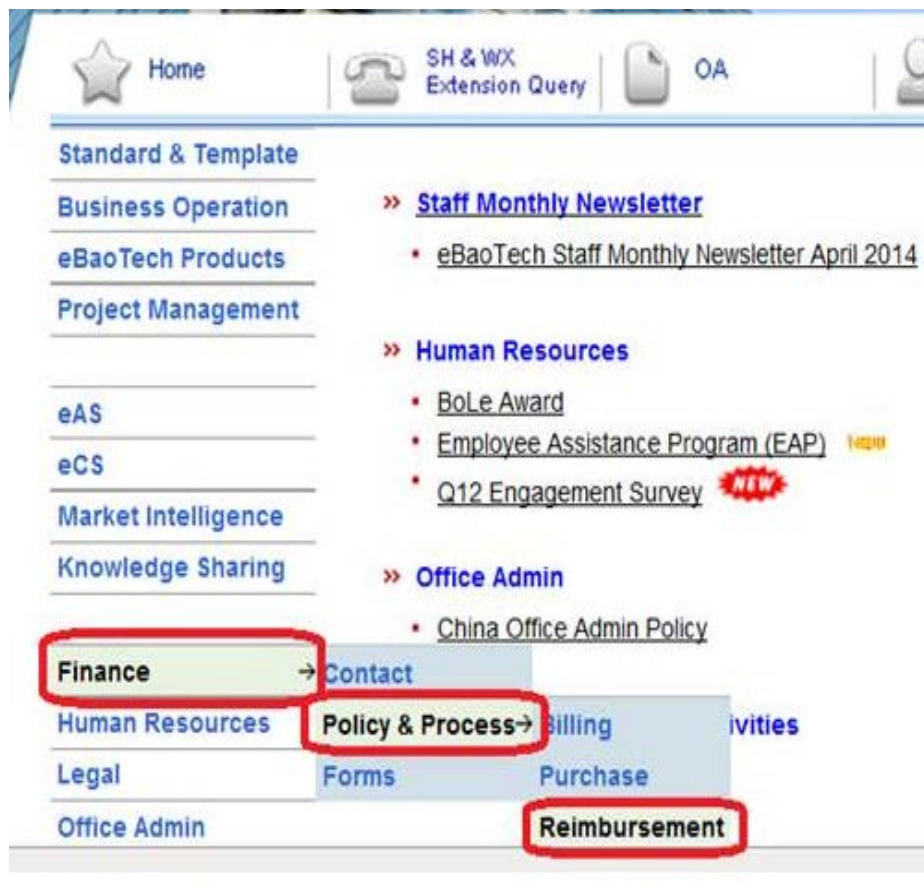 Home
SH & WX
Extension Query
OA
Standard & Template
Business Operation
eBaoTech Products
Project Management
eAS
eCS
Market Intelligence
Knowledge Sharing
» Staff Monthly Newsletter
• eBaoTech Staff Monthly Newsletter April 2014
» Human Resources
• BoLe Award
• Employee Assistance Program (EAP) NEW
• Q12 Engagement Survey NEW
» Office Admin
• China Office Admin Policy
ivities
Finance →
Human Resources
Legal
Office Admin
Contact
Policy & Process→
Forms
Billing
Purchase
Reimbursement